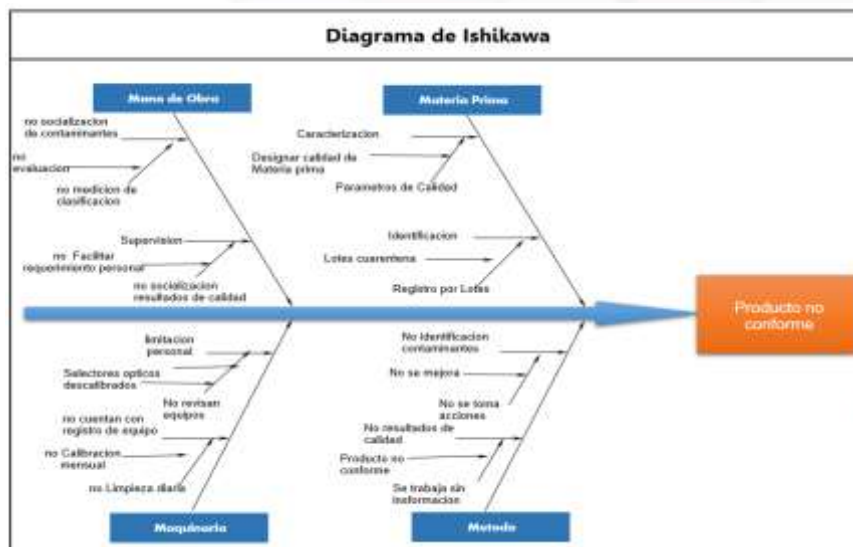 Diagrama de Ishikawa
Mano de Obra
Materia Prima
no socializacion
de contaminantes
no
evaluacion
no medicion de
clasificacion
Supervision
no Facilitar
requerimiento personal
no socializacion
resultados de calidad
Caracterizacion
Designar calidad de
Materia prima
Parametros de Calidad
Identificacion
Lotes cuarentena
Registro por Lotes
Producto no
conforme
limitacion
personal
Selectores opticos
descalibrados
No revisan
equipos
no cuentan con
registro de equipo
no Calibracion
mensual
no Limpieza diaria
No Identificacion
contaminantes
No se mejora
No se toma
acciones
No resultados de
calidad
Producto no
conforme
Se trabaja sin
Maquinaria
Metodo